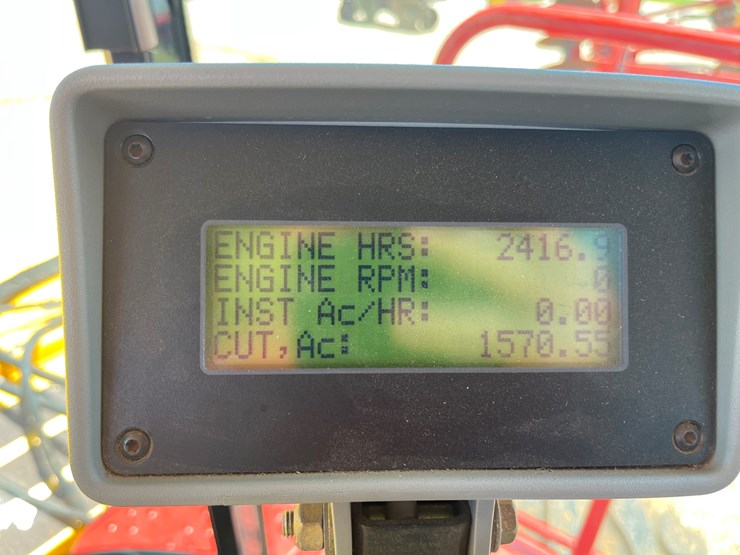 ENGINE HRS: 2416.9
ENGINE RPM: 0
INST Ac/HR: 0.00
CUT,Ac: 1570.55